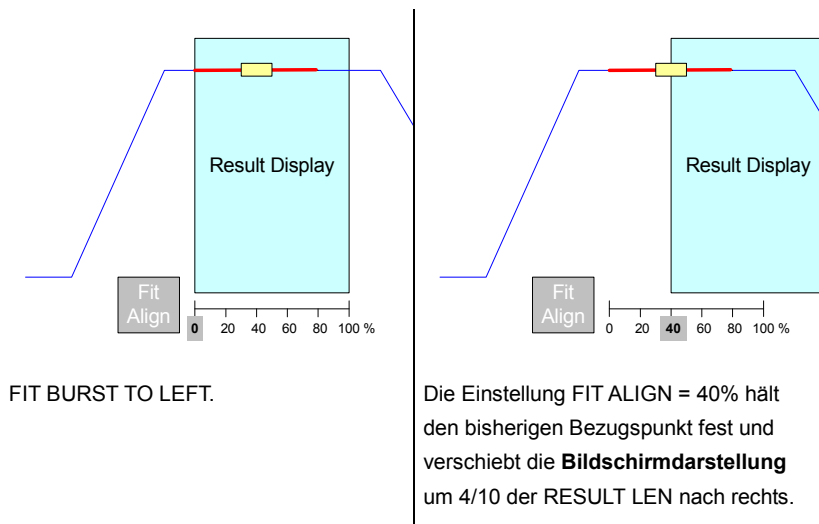 Result Display
Fit
Align
0 20 40 60 80 100 %
FIT BURST TO LEFT.
Result Display
Fit
Align
0 20 40 60 80 100 %
Die Einstellung FIT ALIGN = 40% hält
den bisherigen Bezugspunkt fest und
verschiebt die Bildschirmdarstellung
um 4/10 der RESULT LEN nach rechts.